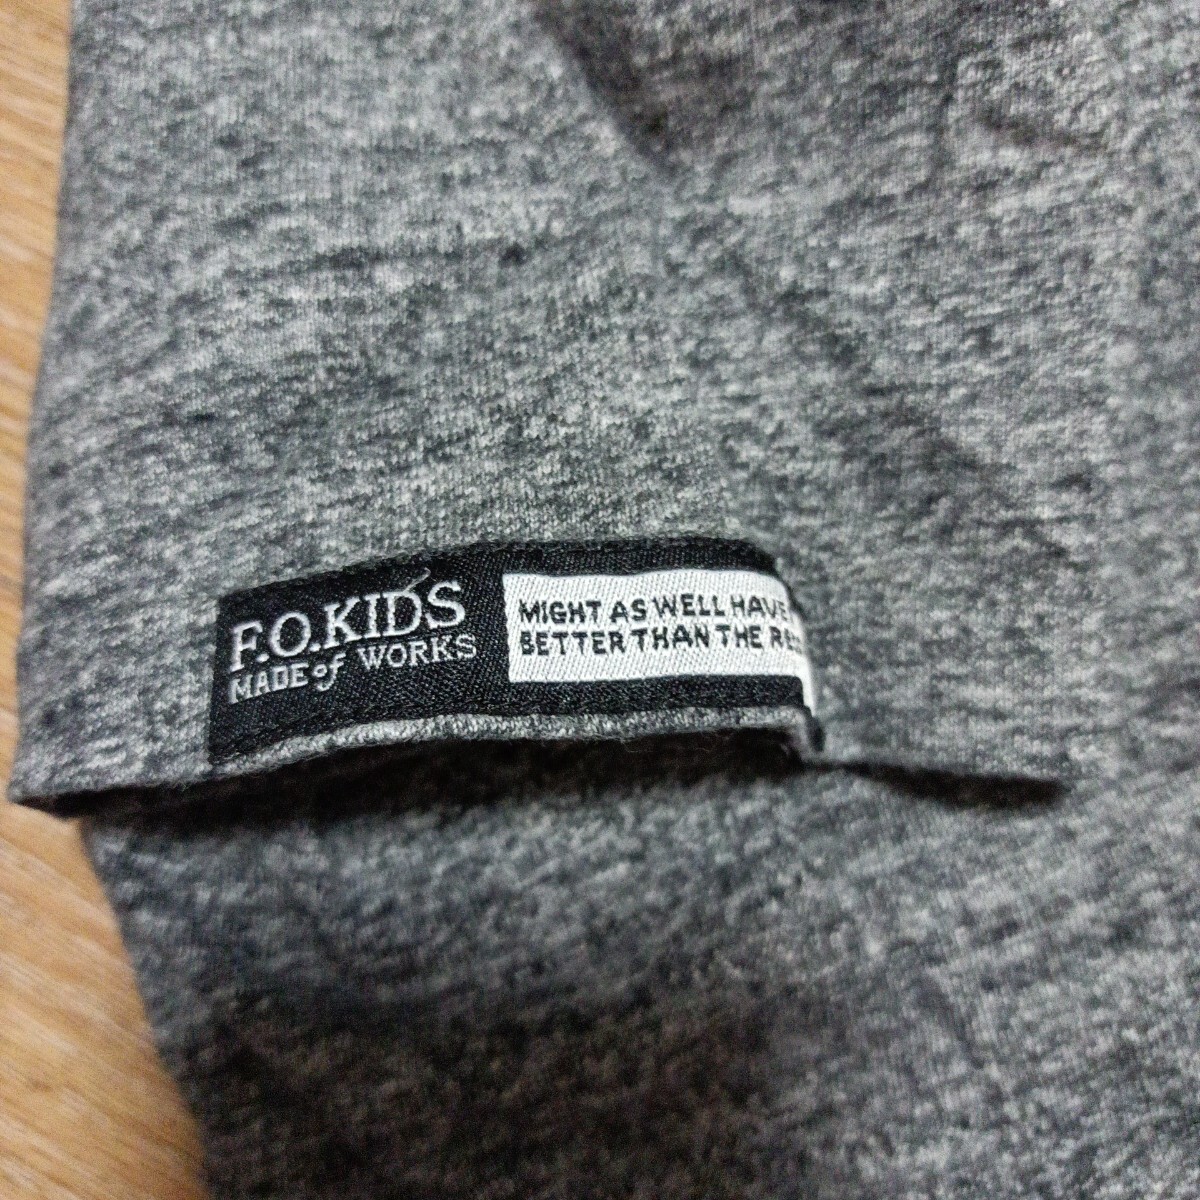 F.O.KIDS
MADE of WORKS
MIGHT AS WELL HAVE
BETTER THAN THE